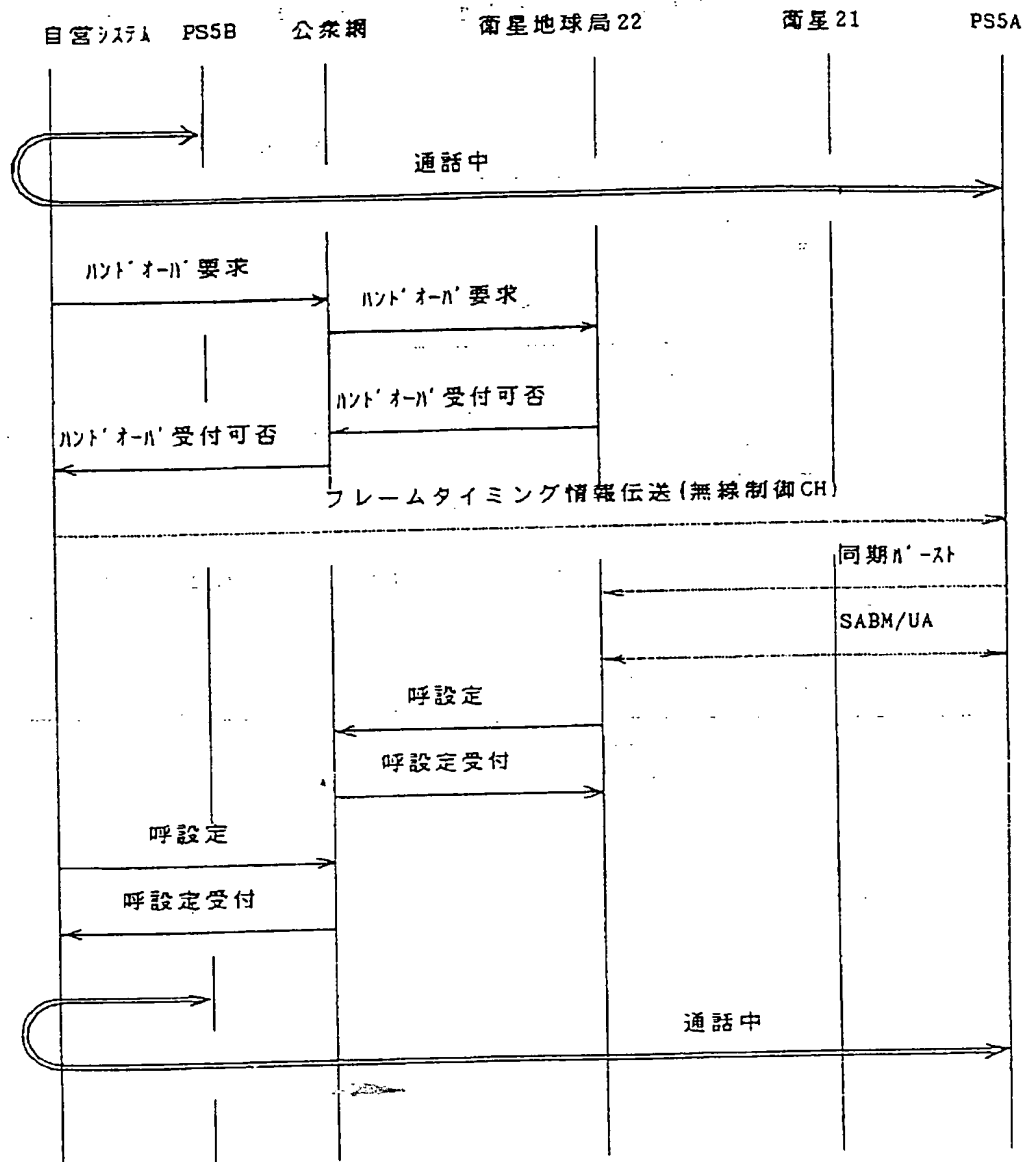 自営システム PS5B 公衆網 衛星地球局22 衛星21 PS5A
通話中
ハンドオーバ要求
ハンドオーバ要求
ハンドオーバ受付可否
ハンドオーバ受付可否
フレームタイミング情報伝送(無線制御CH)
同期バースト
SABM/UA
呼設定
呼設定受付
呼設定
呼設定受付
通話中